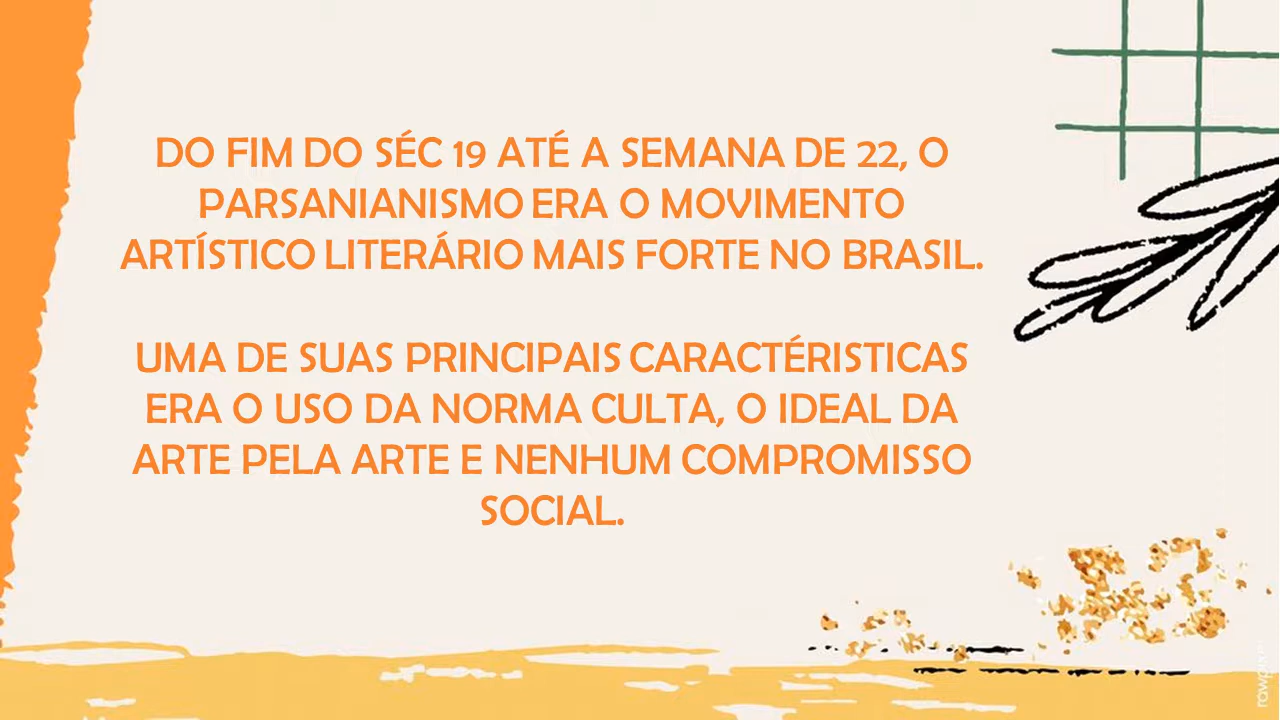 DO FIM DO SÉC 19 ATÉ A SEMANA DE 22, O
PARSANIANISMO ERA O MOVIMENTO
ARTÍSTICO LITERÁRIO MAIS FORTE NO BRASIL.
UMA DE SUAS PRINCIPAIS CARACTÉRISTICAS
ERA O USO DA NORMA CULTA, O IDEAL DA
ARTE PELA ARTE E NENHUM COMPROMISSO
SOCIAL.
rawpixel